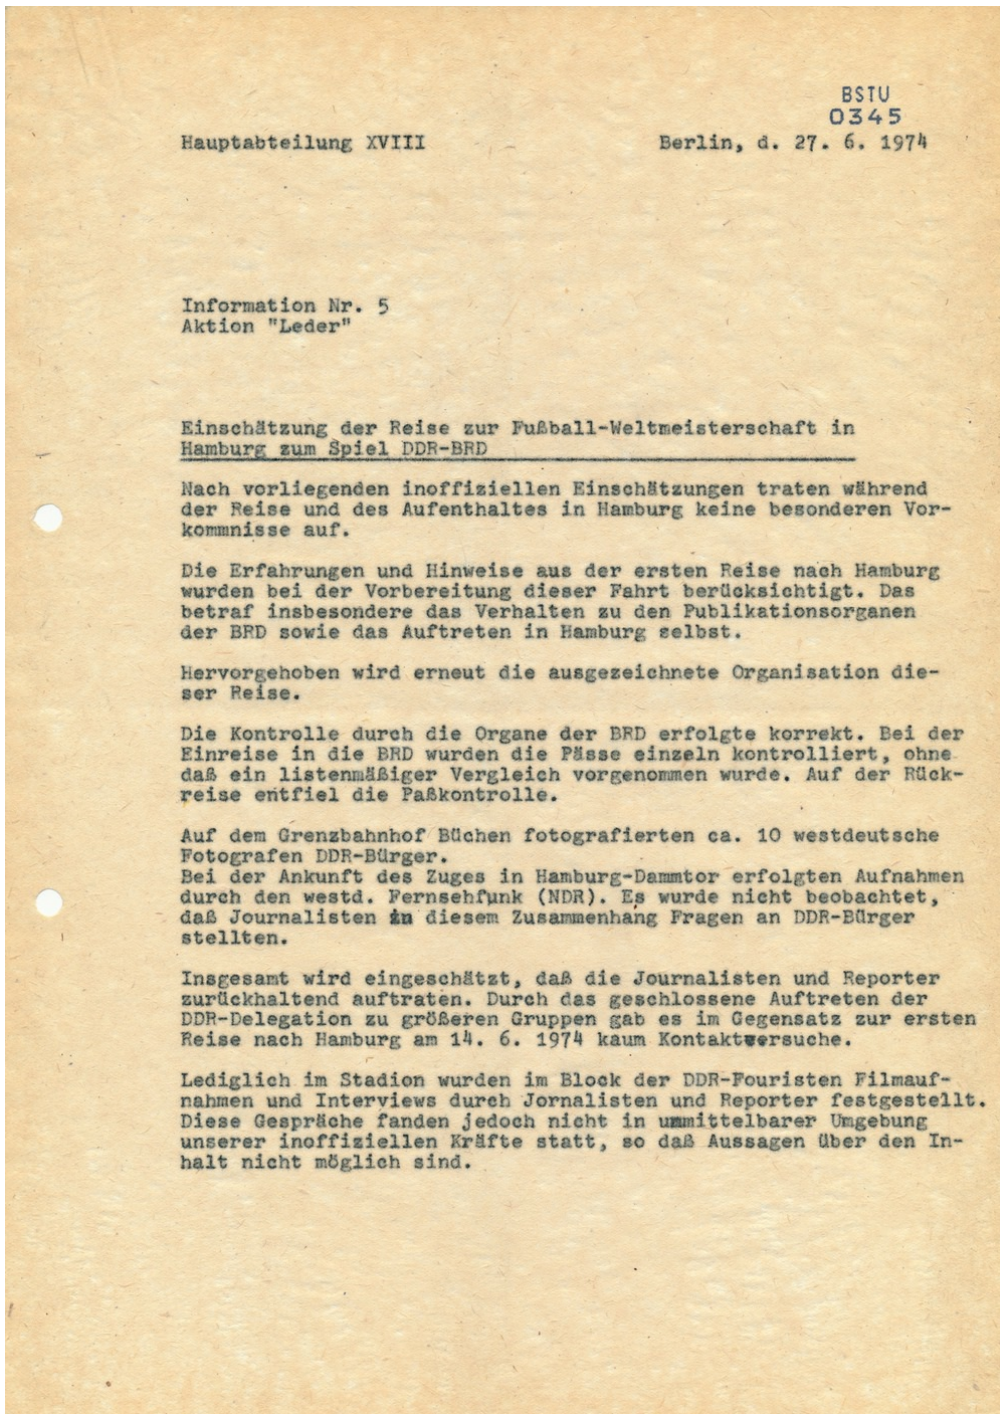 BSTU
0345
Hauptabteilung XVIII
Berlin, d. 27. 6. 1974
Information Nr. 5
Aktion "Leder"
Einschätzung der Reise zur Fußball-Weltmeisterschaft in
Hamburg zum Spiel DDR-BRD
Nach vorliegenden inoffiziellen Einschätzungen traten während
der Reise und des Aufenthaltes in Hamburg keine besonderen Vor-
kommnisse auf.
Die Erfahrungen und Hinweise aus der ersten Reise nach Hamburg
wurden bei der Vorbereitung dieser Fahrt berücksichtigt. Das
betraf insbesondere das Verhalten zu den Publikationsorganen
der BRD sowie das Auftreten in Hamburg selbst.
Hervorgehoben wird erneut die ausgezeichnete Organisation die-
ser Reise.
Die Kontrolle durch die Organe der BRD erfolgte korrekt. Bei der
Einreise in die BRD wurden die Pässe einzeln kontrolliert, ohne
daß ein listenmäßiger Vergleich vorgenommen wurde. Auf der Rück-
reise entfiel die Paßkontrolle.
Auf dem Grenzbahnhof Büchen fotografierten ca. 10 westdeutsche
Fotografen DDR-Bürger.
Bei der Ankunft des Zuges in Hamburg-Dammtor erfolgten Aufnahmen
durch den westd. Fernsehfunk (NDR). Es wurde nicht beobachtet,
daß Journalisten in diesem Zusammenhang Fragen an DDR-Bürger
stellten.
Insgesamt wird eingeschätzt, daß die Journalisten und Reporter
zurückhaltend auftraten. Durch das geschlossene Auftreten der
DDR-Delegation zu größeren Gruppen gab es im Gegensatz zur ersten
Reise nach Hamburg am 14. 6. 1974 kaum Kontaktversuche.
Lediglich im Stadion wurden im Block der DDR-Touristen Filmauf-
nahmen und Interviews durch Jornalisten und Reporter festgestellt.
Diese Gespräche fanden jedoch nicht in unmittelbarer Umgebung
unserer inoffiziellen Kräfte statt, so daß Aussagen über den In-
halt nicht möglich sind.